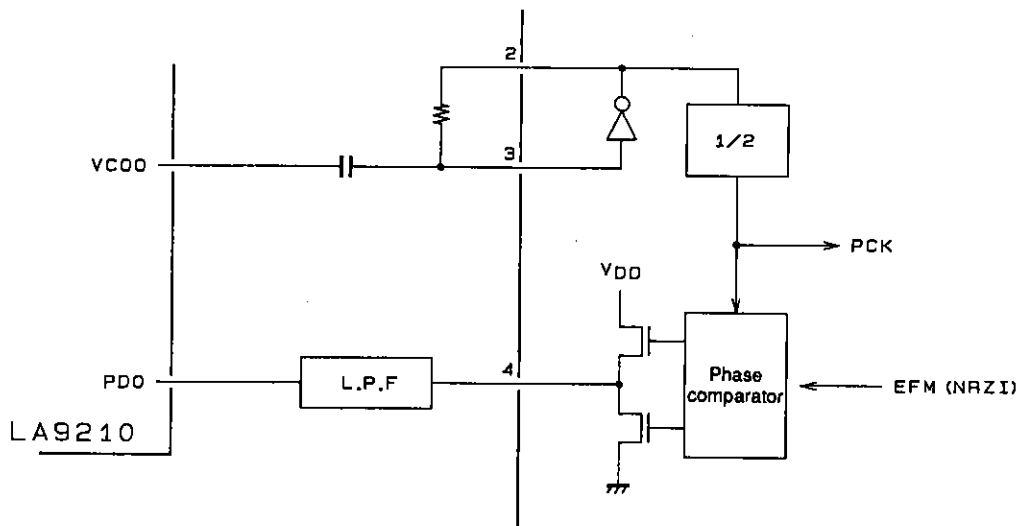 2
1/2
VCOO
3
PCK
VDD
PDO
L.P.F
4
Phase
comparator
EFM (NRZI)
LA9210